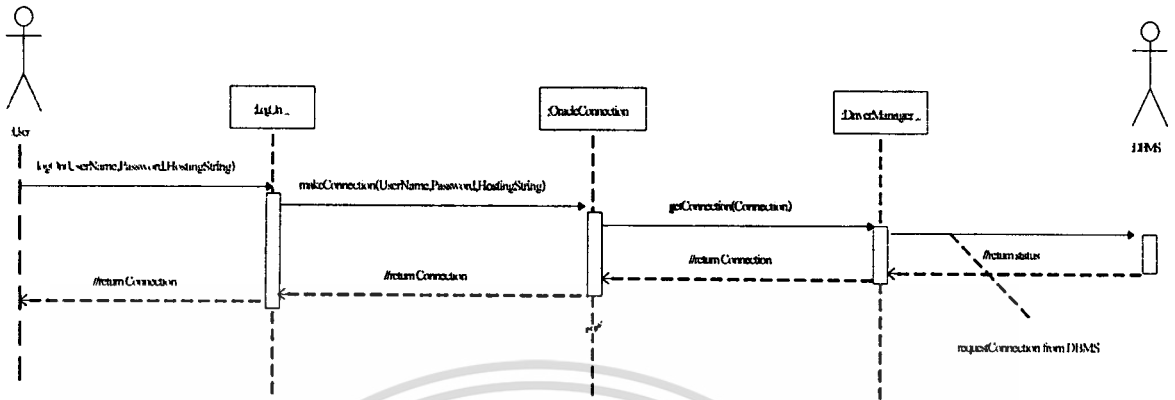 :LogOn
:OracleConnection
:DriverManager
:User
:DBMS
logOn(UserName,Password,HostingString)
makeConnection(UserName,Password,HostingString)
getConnection(Connection)
//return status
//return Connection
//return Connection
//return Connection
requestConnection from DBMS